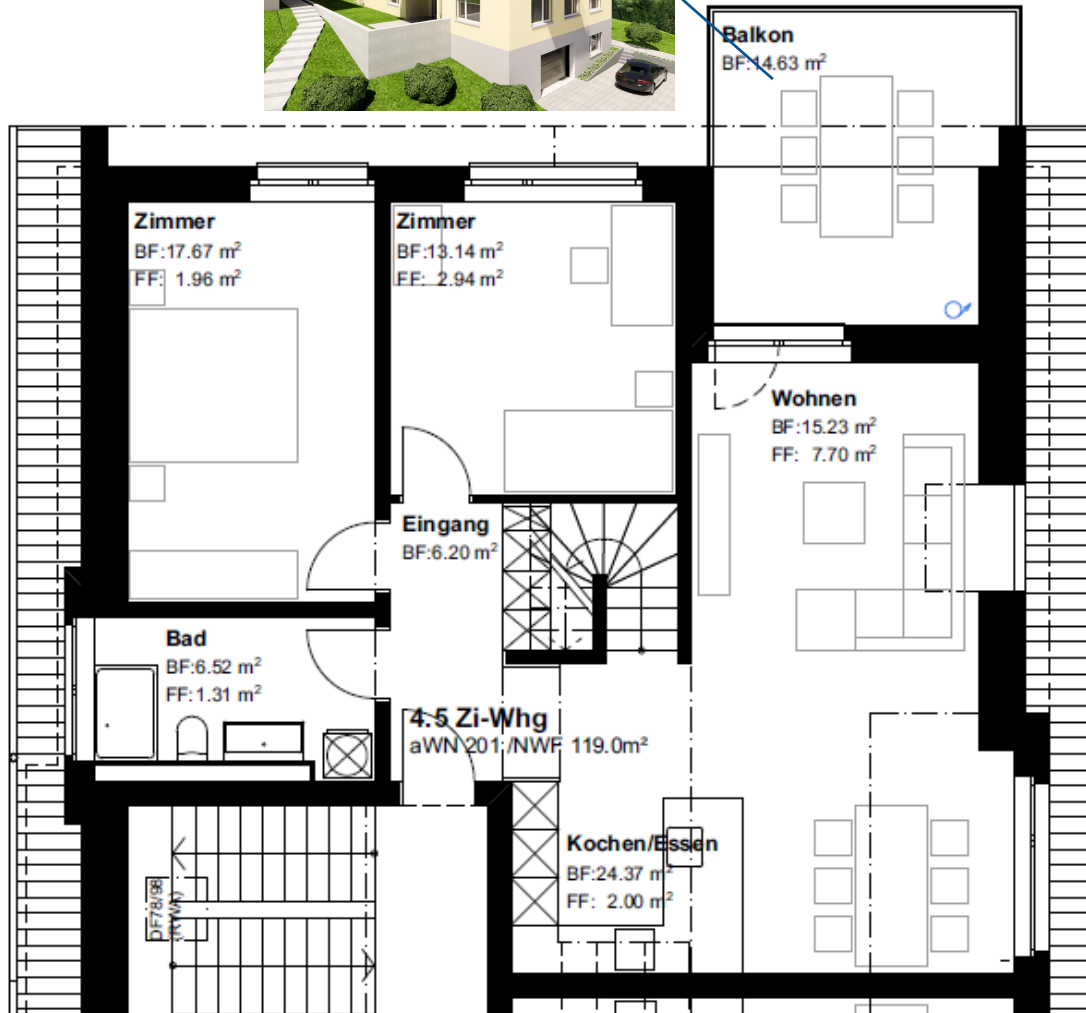 Balkon
BF:14.63 m²
Zimmer
BF:17.67 m²
FF: 1.96 m²
Zimmer
BF:13.14 m²
FF: 2.94 m²
Wohnen
BF:15.23 m²
FF: 7.70 m²
Eingang
BF:6.20 m²
Bad
BF:6.52 m²
FF:1.31 m²
4.5 Zi-Whg
aWN 201 /NWF 119.0m²
Kochen/Essen
BF:24.37 m²
FF: 2.00 m²
DF78/98
(RWA)